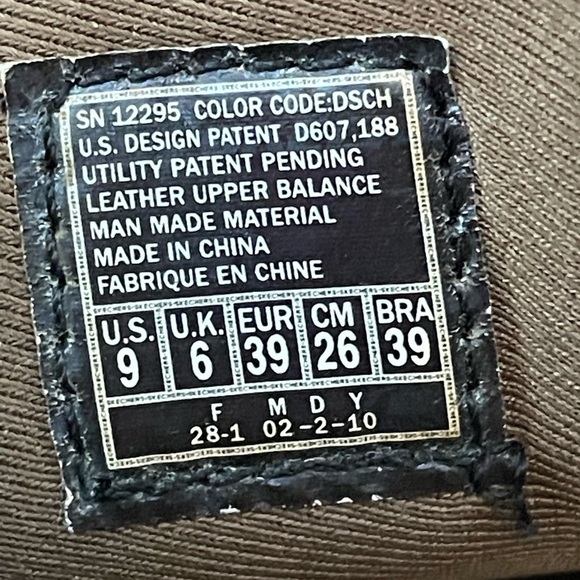 SN 12295 COLOR CODE:DSCH
U.S. DESIGN PATENT D607,188
UTILITY PATENT PENDING
LEATHER UPPER BALANCE
MAN MADE MATERIAL
MADE IN CHINA
FABRIQUE EN CHINE
U.S. U.K. EUR CM BRA
9 6 39 26 39
F M D Y
28-1 02-2-10